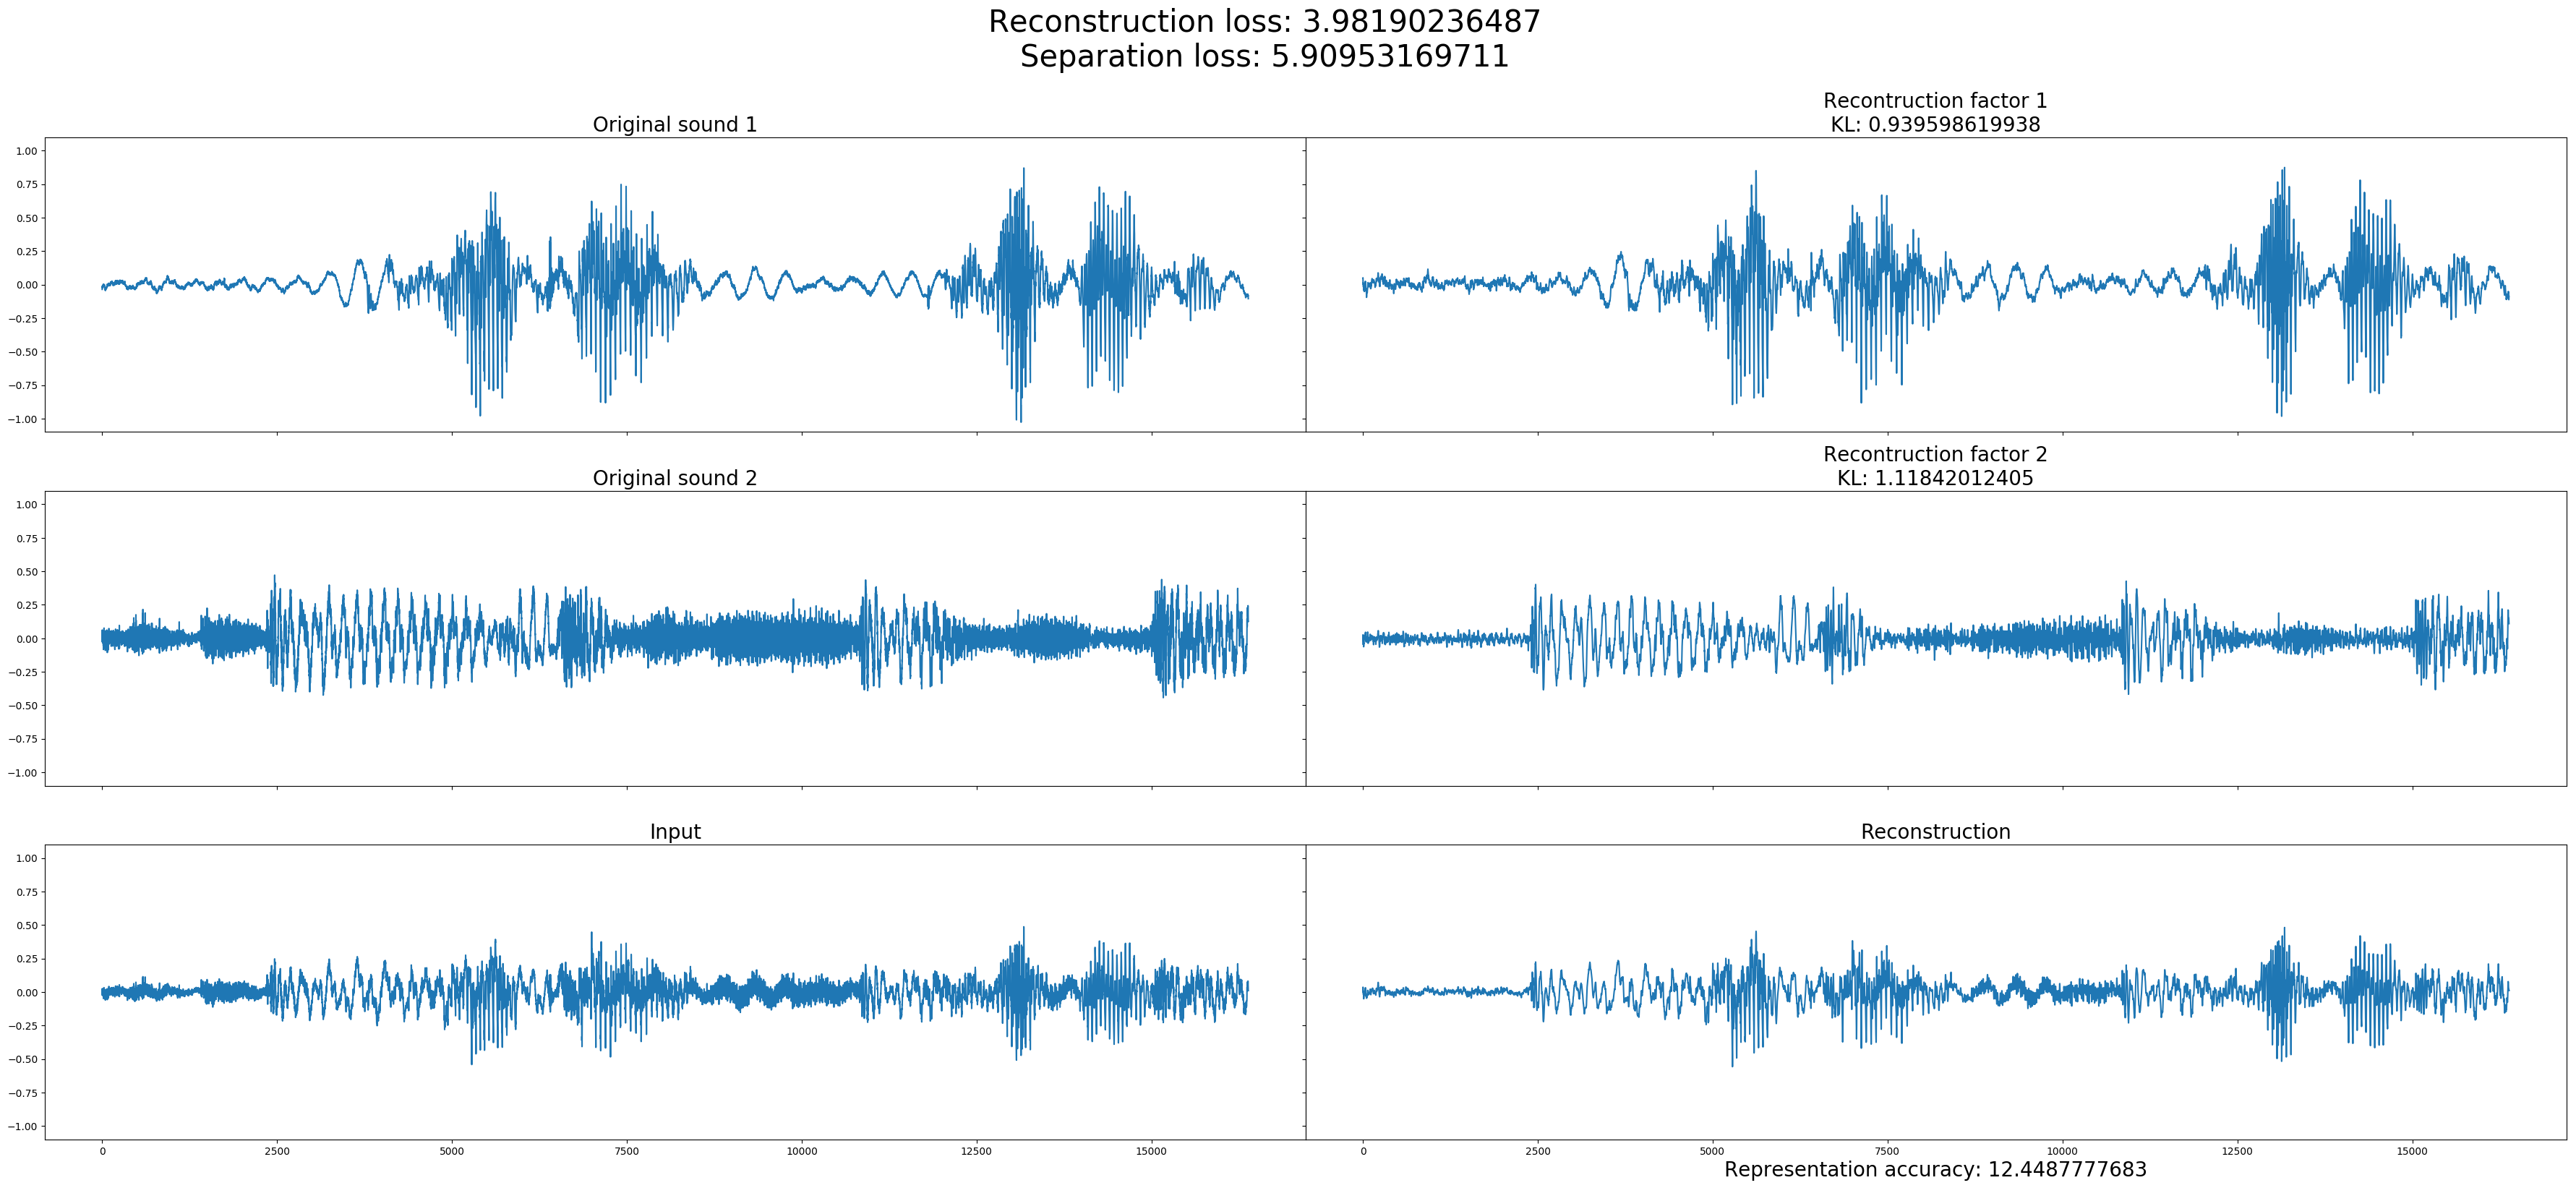 Reconstruction loss: 3.98190236487
Separation loss: 5.90953169711
Original sound 1
Recontruction factor 1
KL: 0.939598619938
1.00
0.75
0.50
0.25
0.00
−0.25
−0.50
−0.75
−1.00
Original sound 2
Recontruction factor 2
KL: 1.11842012405
1.00
0.75
0.50
0.25
0.00
−0.25
−0.50
−0.75
−1.00
Input
Reconstruction
1.00
0.75
0.50
0.25
0.00
−0.25
−0.50
−0.75
−1.00
0 2500 5000 7500 10000 12500 15000
0 2500 5000 7500 10000 12500 15000
Representation accuracy: 12.4487777683